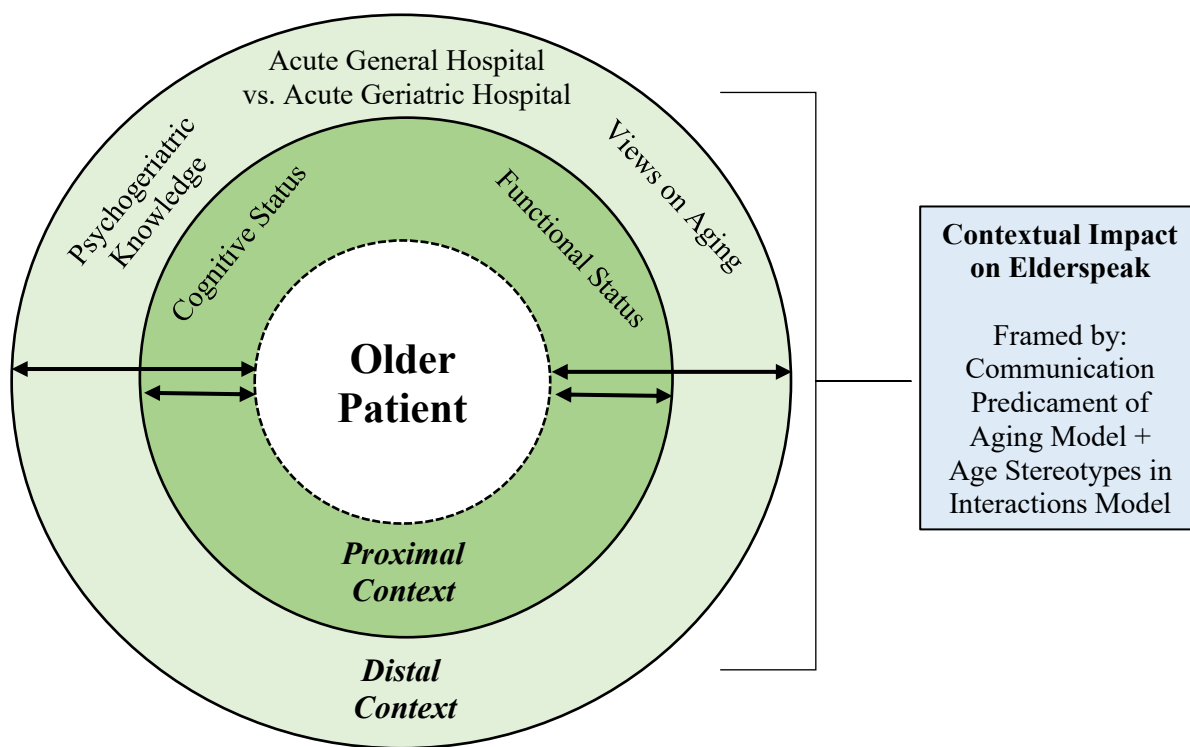 Acute General Hospital
vs. Acute Geriatric Hospital
Psychogeriatric
Knowledge
Views on Aging
Cognitive Status
Functional Status
Older
Patient
Proximal
Context
Distal
Context
Contextual Impact
on Elderspeak
Framed by:
Communication
Predicament of
Aging Model +
Age Stereotypes in
Interactions Model